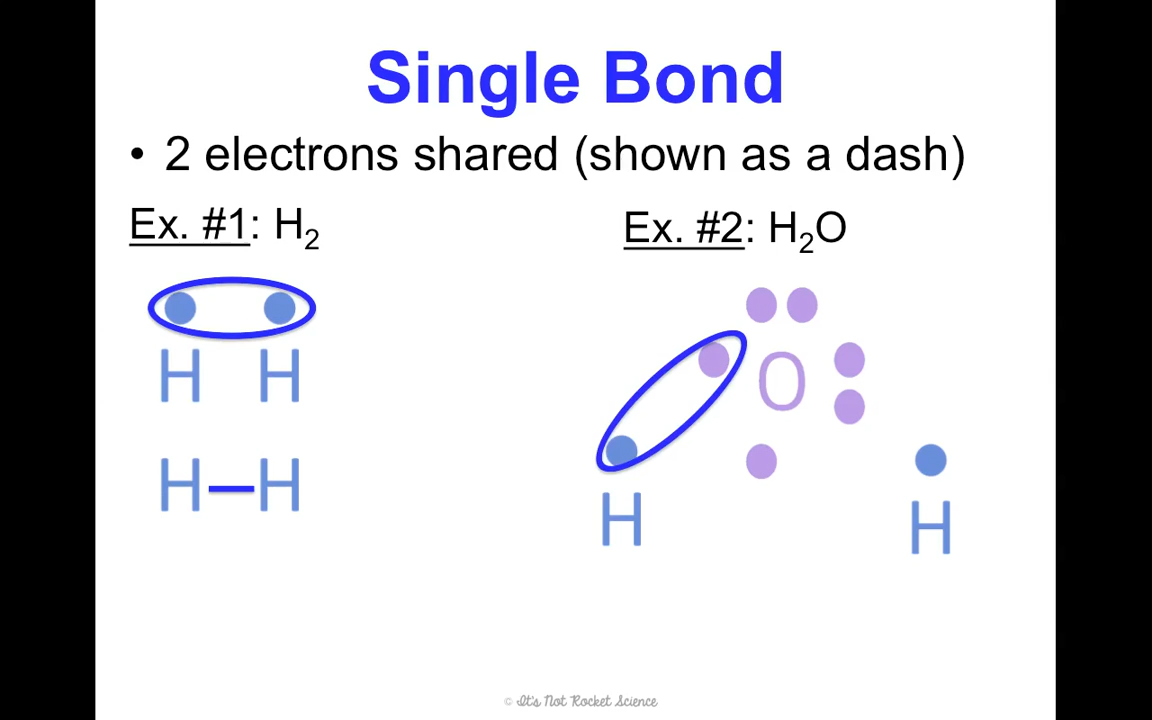 Single Bond
• 2 electrons shared (shown as a dash)
Ex. #1: H₂
Ex. #2: H₂O
H H
O
H—H
H
H
© It's Not Rocket Science